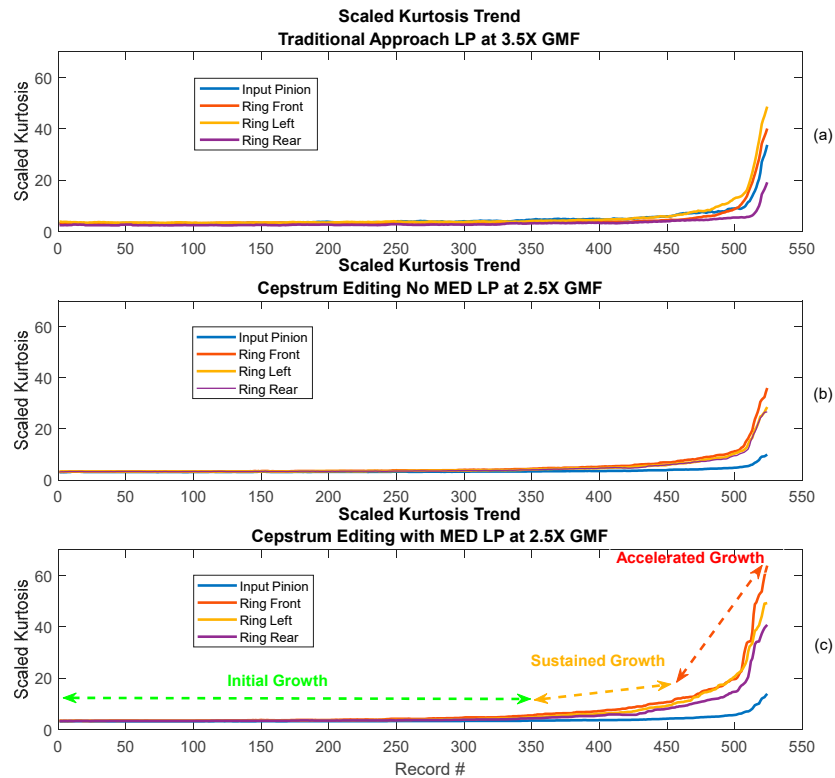 Scaled Kurtosis Trend
Traditional Approach LP at 3.5X GMF
Scaled Kurtosis
60
40
20
0
Input Pinion
Ring Front
Ring Left
Ring Rear
(a)
0 50 100 150 200 250 300 350 400 450 500 550
Scaled Kurtosis Trend
Cepstrum Editing No MED LP at 2.5X GMF
Scaled Kurtosis
60
40
20
0
Input Pinion
Ring Front
Ring Left
Ring Rear
(b)
0 50 100 150 200 250 300 350 400 450 500 550
Scaled Kurtosis Trend
Cepstrum Editing with MED LP at 2.5X GMF
Scaled Kurtosis
60
40
20
0
Input Pinion
Ring Front
Ring Left
Ring Rear
Accelerated Growth
Sustained Growth
Initial Growth
(c)
0 50 100 150 200 250 300 350 400 450 500 550
Record #